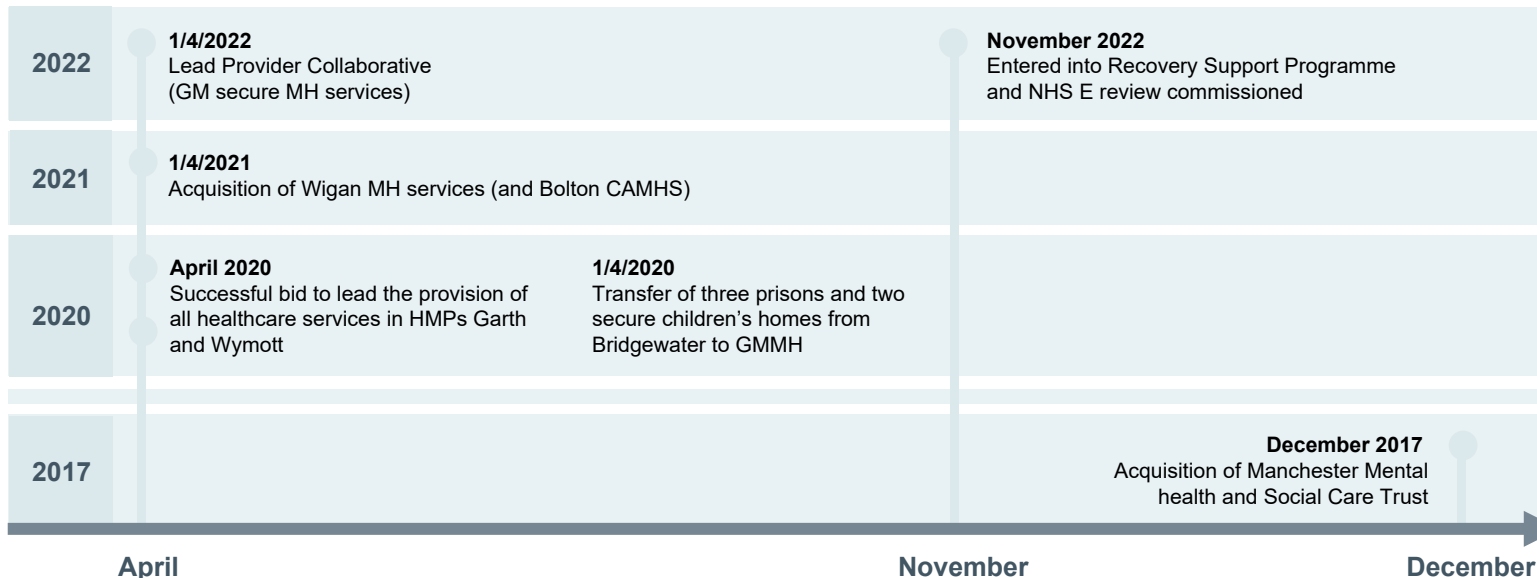 2022
1/4/2022
Lead Provider Collaborative
(GM secure MH services)
November 2022
Entered into Recovery Support Programme
and NHS E review commissioned
2021
1/4/2021
Acquisition of Wigan MH services (and Bolton CAMHS)
2020
April 2020
Successful bid to lead the provision of
all healthcare services in HMPs Garth
and Wymott
1/4/2020
Transfer of three prisons and two
secure children’s homes from
Bridgewater to GMMH
2017
December 2017
Acquisition of Manchester Mental
health and Social Care Trust
April
November
December